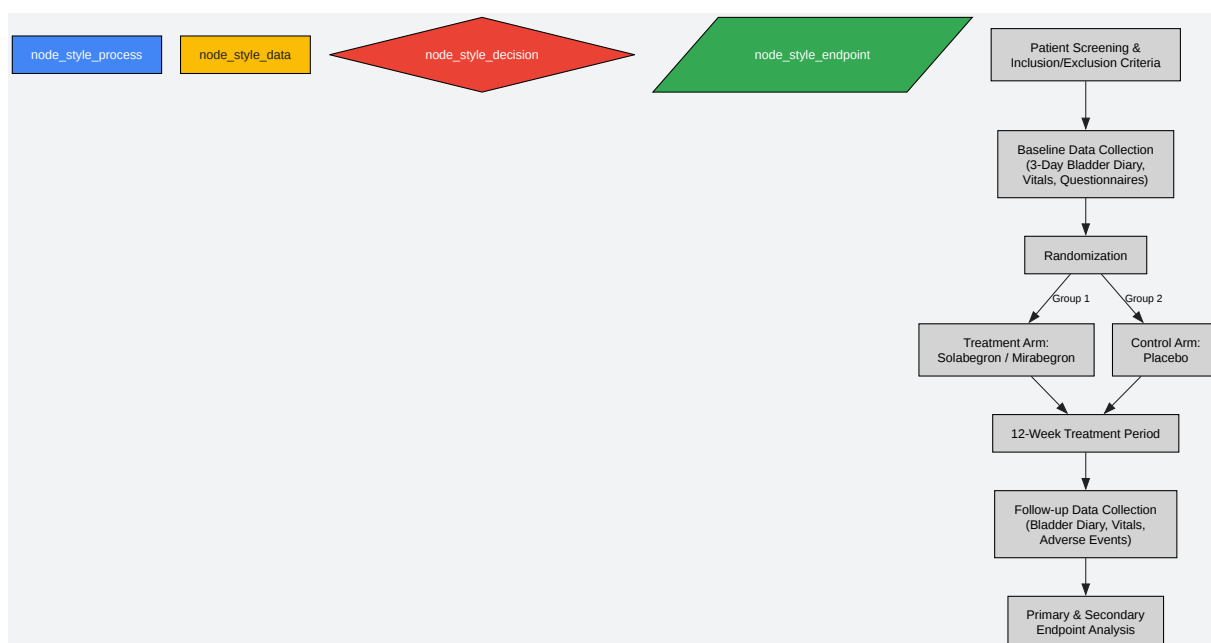 node_style_process
node_style_data
node_style_decision
node_style_endpoint
Patient Screening &
Inclusion/Exclusion Criteria
Baseline Data Collection
(3-Day Bladder Diary,
Vitals, Questionnaires)
Randomization
Group 1
Group 2
Treatment Arm:
Solabegron / Mirabegron
Control Arm:
Placebo
12-Week Treatment Period
Follow-up Data Collection
(Bladder Diary, Vitals,
Adverse Events)
Primary & Secondary
Endpoint Analysis